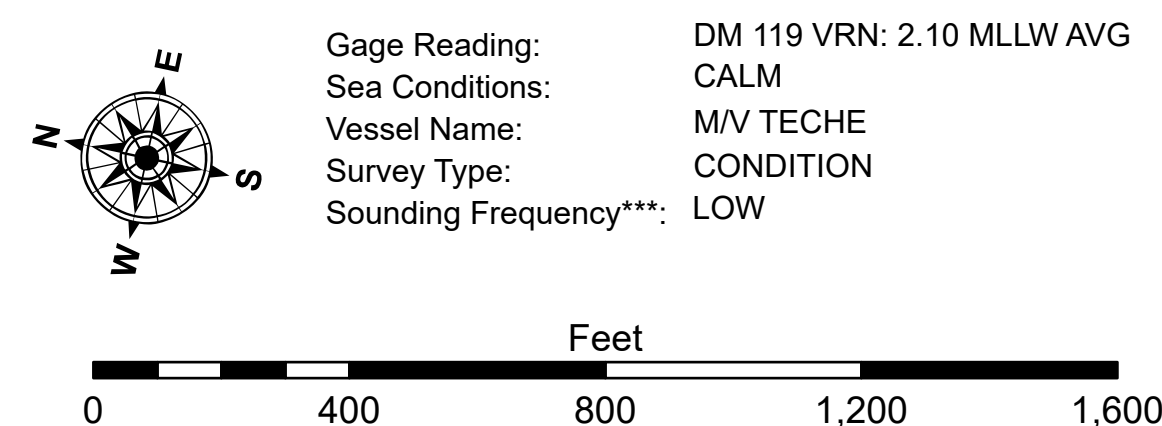 E
N
S
W
Gage Reading: DM 119 VRN: 2.10 MLLW AVG
Sea Conditions: CALM
Vessel Name: M/V TECHE
Survey Type: CONDITION
Sounding Frequency***: LOW
Feet
0 400 800 1,200 1,600